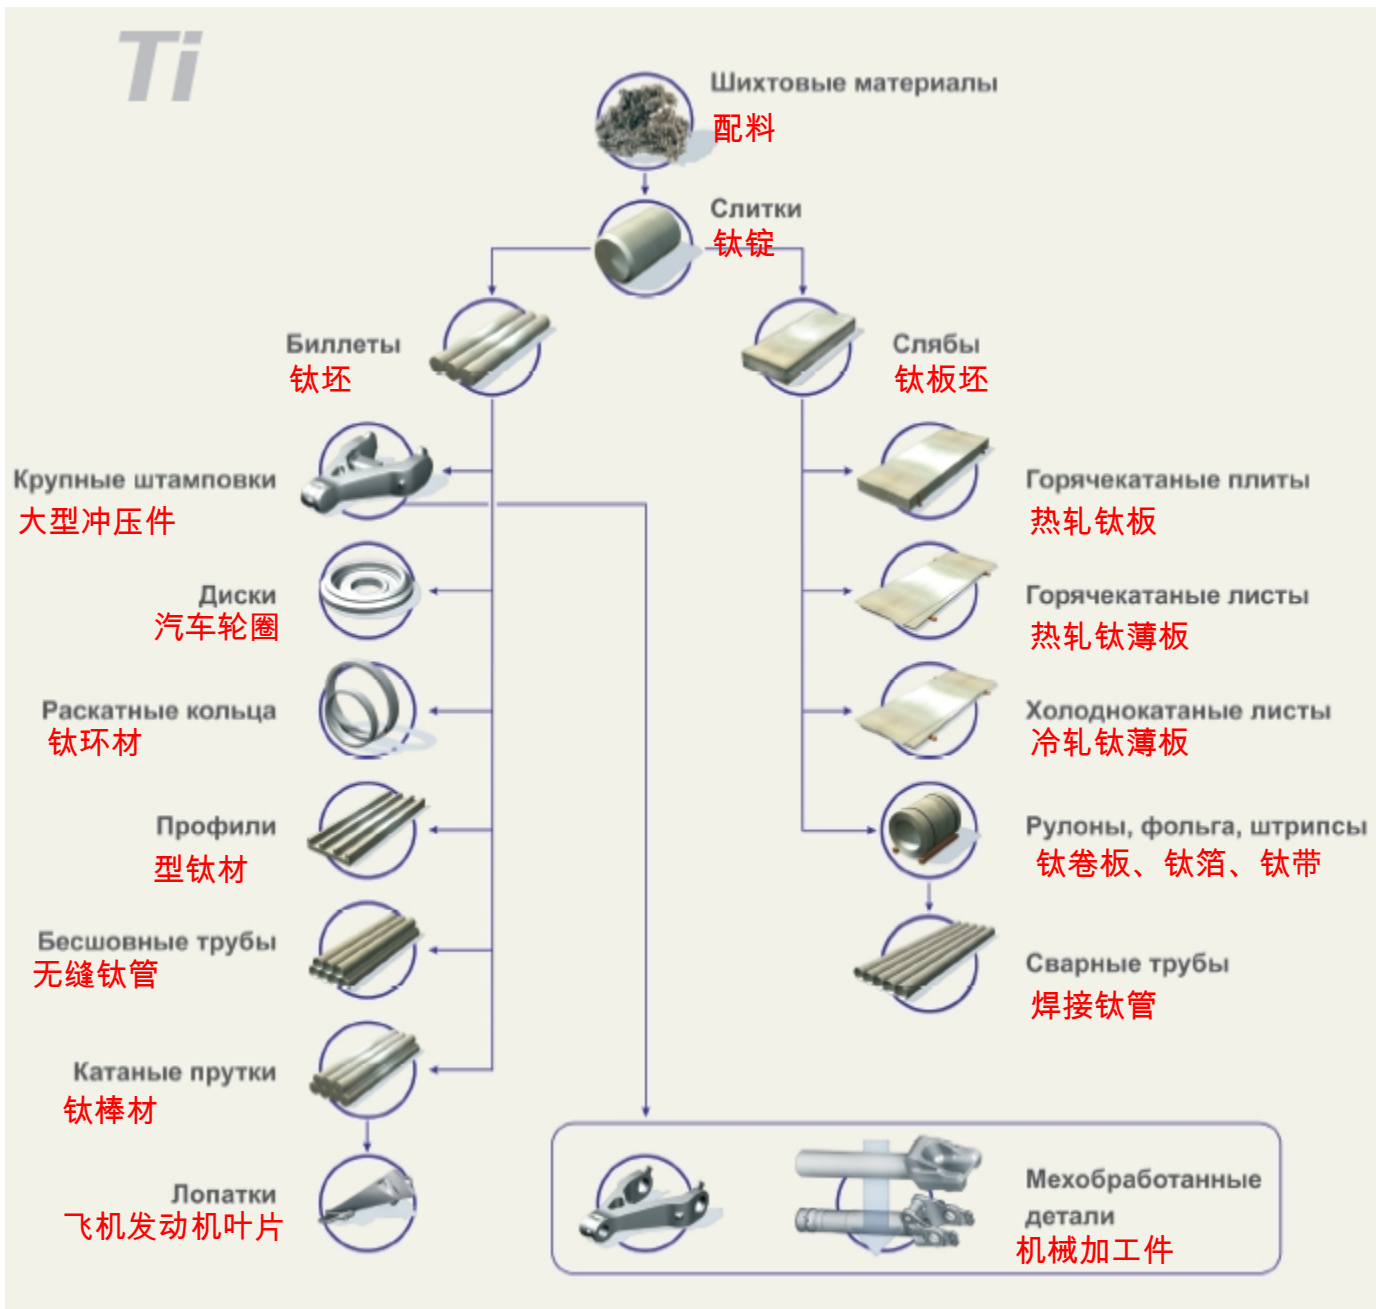 Ti
Шихтовые материалы
配料
Слитки
钛锭
Биллеты
钛坯
Слябы
钛板坯
Крупные штамповки
大型冲压件
Горячекатаные плиты
热轧钛板
Диски
汽车轮圈
Горячекатаные листы
热轧钛薄板
Раскатные кольца
钛环材
Холоднокатаные листы
冷轧钛薄板
Профили
型钛材
Рулоны, фольга, штрипсы
钛卷板、钛箔、钛带
Бесшовные трубы
无缝钛管
Сварные трубы
焊接钛管
Катаные прутки
钛棒材
Лопатки
飞机发动机叶片
Мехобработанные
детали
机械加工件